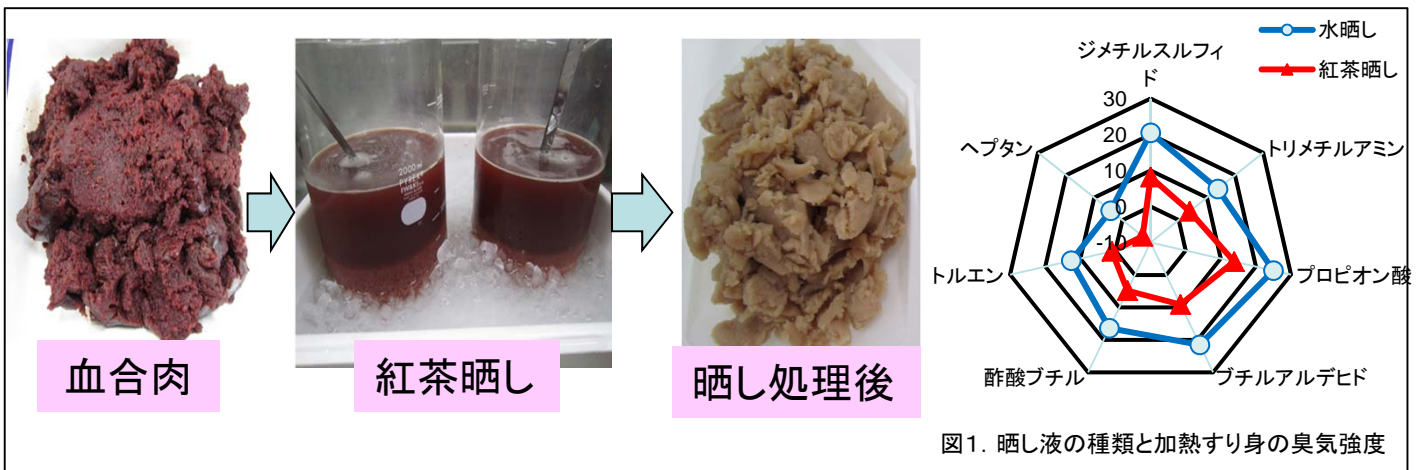 血合肉
2000ml
PYREX
IWAKI
紅茶晒し
晒し処理後
水晒し
紅茶晒し
ジメチルスルフィ
ド
トリメチルアミン
プロピオン酸
ブチルアルデヒド
酢酸ブチル
トルエン
ヘプタン
30
20
10
0
-10
図1．晒し液の種類と加熱すり身の臭気強度